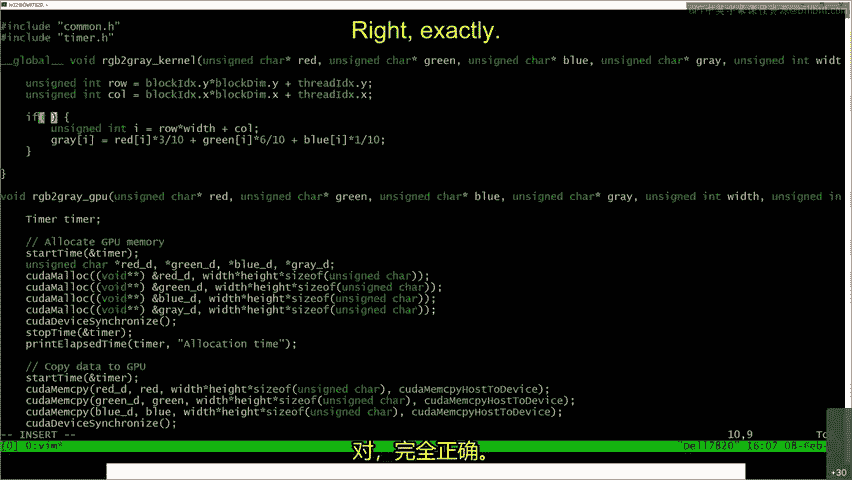 Right, exactly.
#include "common.h"
#include "timer.h"
__global__ void rgb2gray_kernel(unsigned char* red, unsigned char* green, unsigned char* blue, unsigned char* gray, unsigned int widt
unsigned int row = blockIdx.y*blockDim.y + threadIdx.y;
unsigned int col = blockIdx.x*blockDim.x + threadIdx.x;
if( ) {
unsigned int i = row*width + col;
gray[i] = red[i]*3/10 + green[i]*6/10 + blue[i]*1/10;
}
}
void rgb2gray_gpu(unsigned char* red, unsigned char* green, unsigned char* blue, unsigned char* gray, unsigned int width, unsigned in
Timer timer;
// Allocate GPU memory
startTime(&timer);
unsigned char *red_d, *green_d, *blue_d, *gray_d;
cudaMalloc((void**) &red_d, width*height*sizeof(unsigned char));
cudaMalloc((void**) &green_d, width*height*sizeof(unsigned char));
cudaMalloc((void**) &blue_d, width*height*sizeof(unsigned char));
cudaMalloc((void**) &gray_d, width*height*sizeof(unsigned char));
cudaDeviceSynchronize();
stopTime(&timer);
printElapsedTime(timer, "Allocation time");
// Copy data to GPU
startTime(&timer);
cudaMemcpy(red_d, red, width*height*sizeof(unsigned char), cudaMemcpyHostToDevice);
cudaMemcpy(green_d, green, width*height*sizeof(unsigned char), cudaMemcpyHostToDevice);
cudaMemcpy(blue_d, blue, width*height*sizeof(unsigned char), cudaMemcpyHostToDevice);
cudaDeviceSynchronize();
-- INSERT -- 10,9
0:vim* "Dell7820" 16:07
对，完全正确。
+30